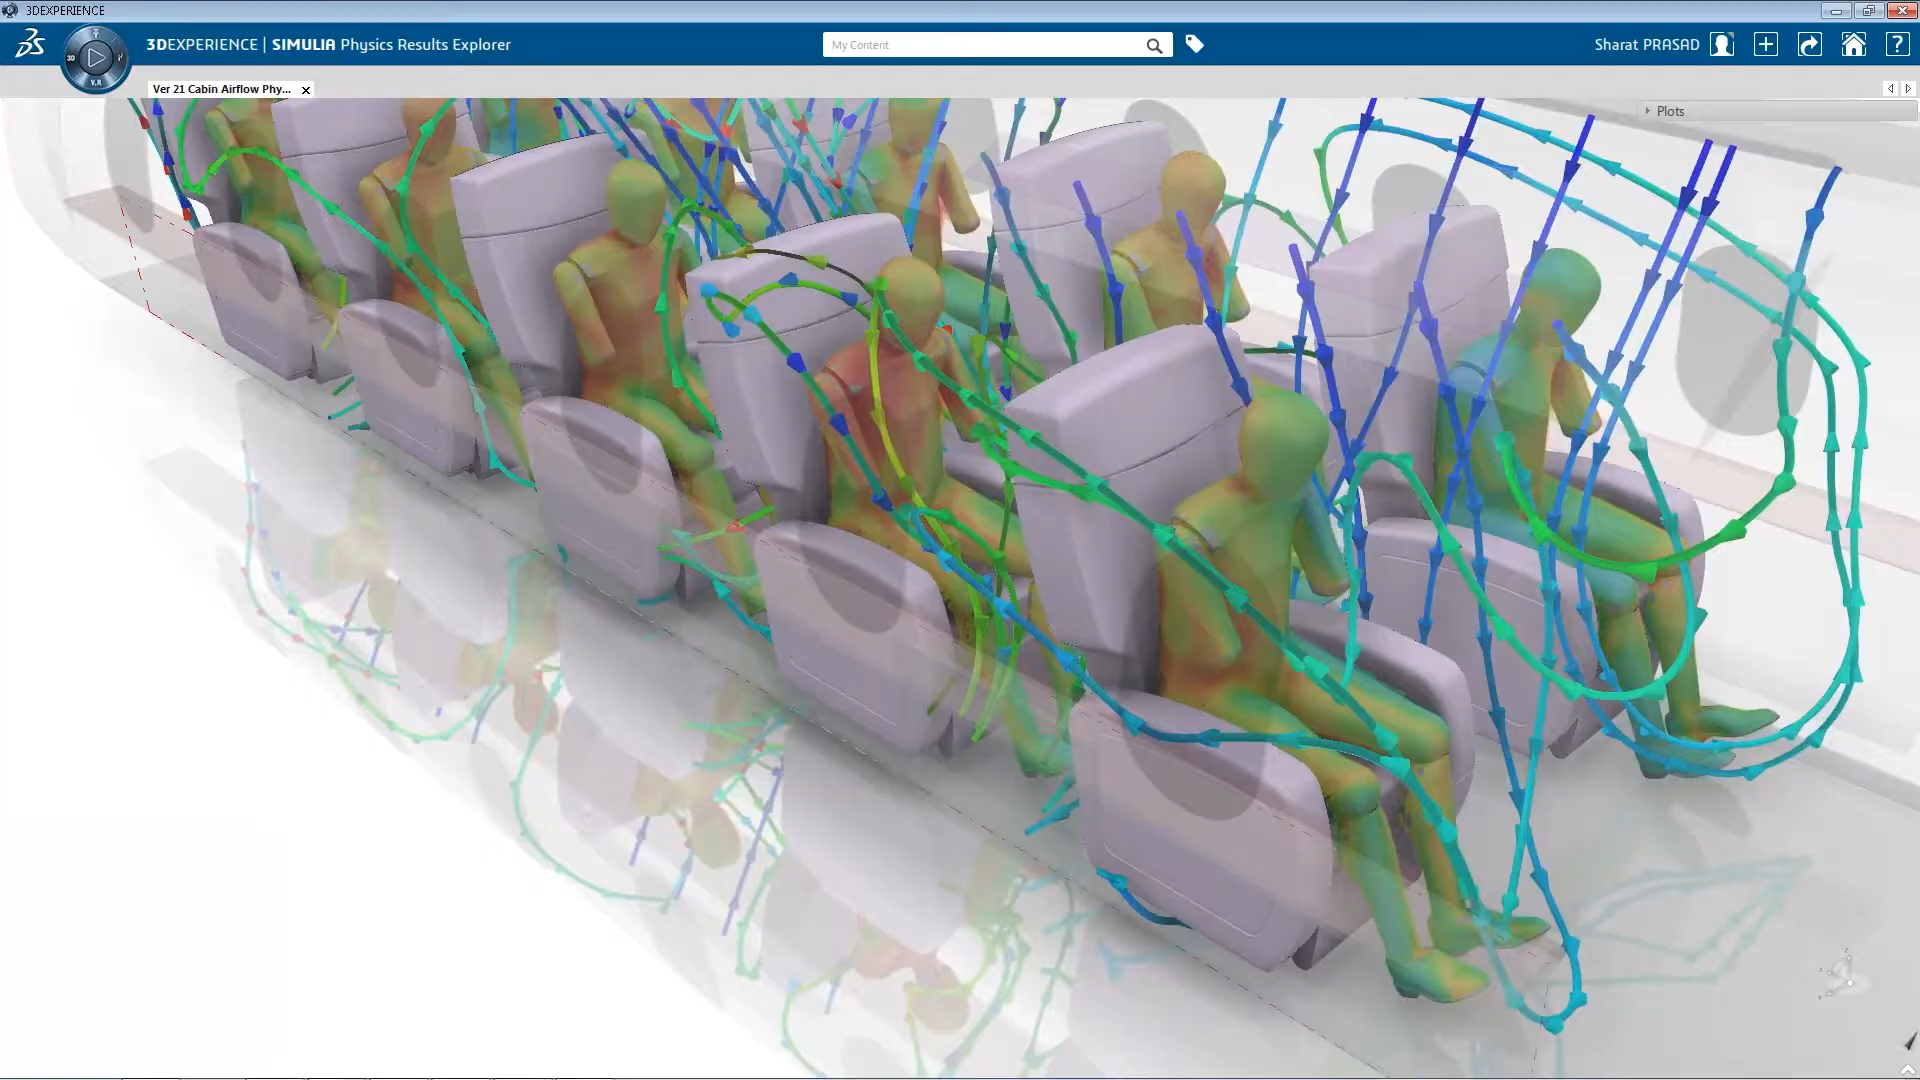 3DEXPERIENCE
3DEXPERIENCE | SIMULIA Physics Results Explorer
My Content
Sharat PRASAD
Ver 21 Cabin Airflow Phy...
Plots